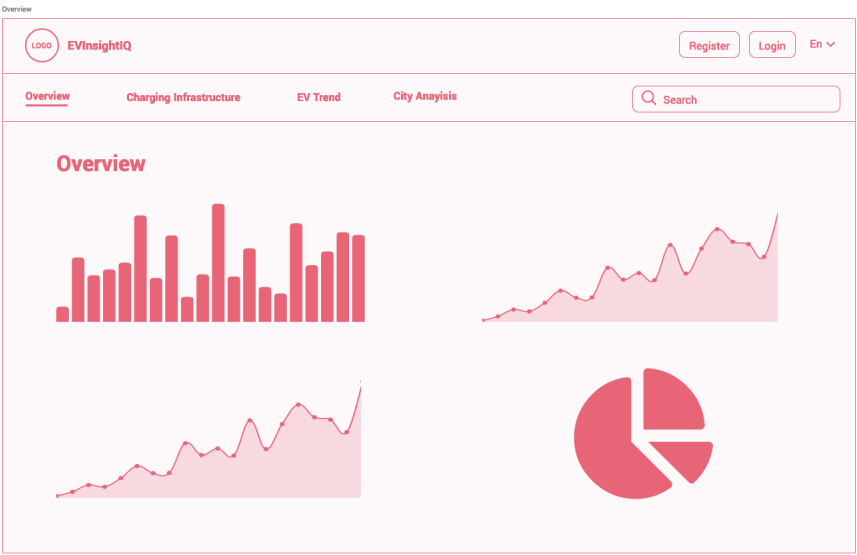 Overview
LOGO
EVInsightIQ
Register
Login
En
Overview
Charging Infrastructure
EV Trend
City Anayisis
Search
Overview